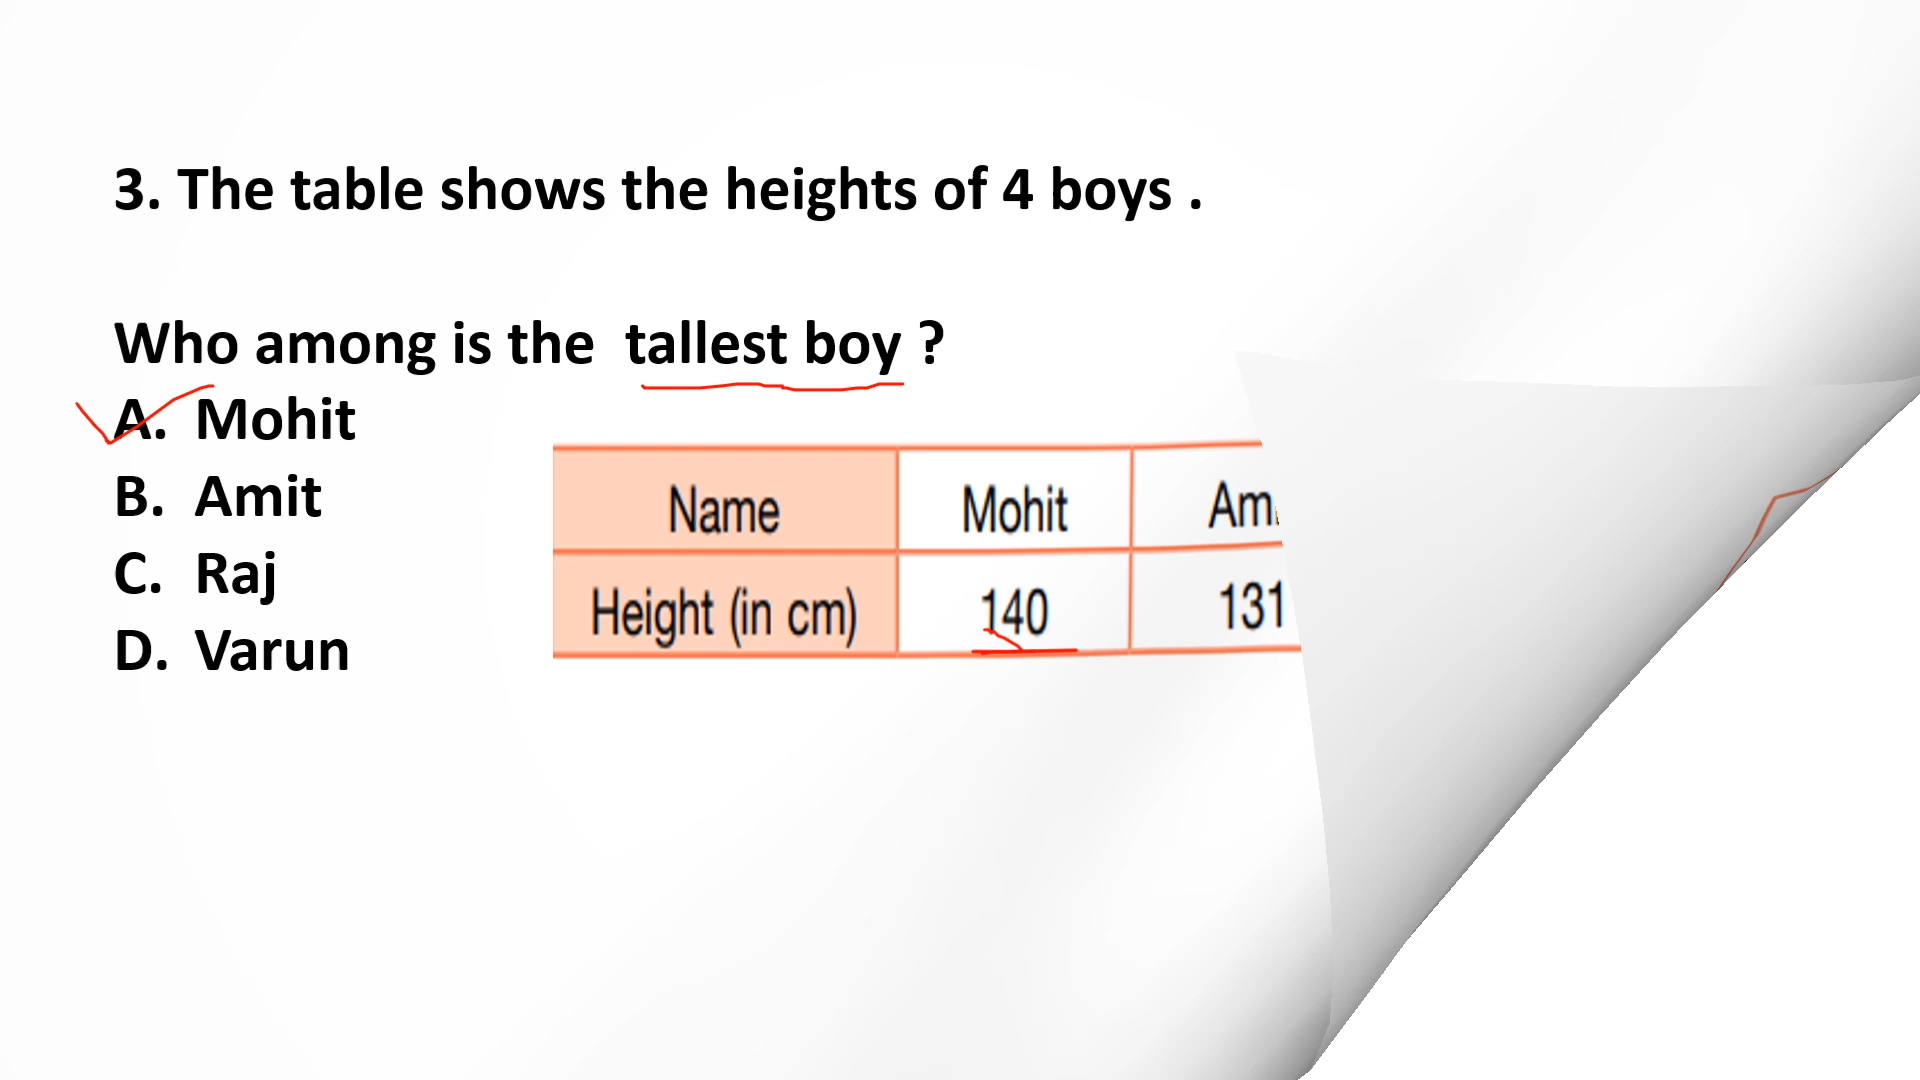 3. The table shows the heights of 4 boys .
Who among is the tallest boy ?
A. Mohit
B. Amit
C. Raj
D. Varun
Name Mohit
Height (in cm) 140 131